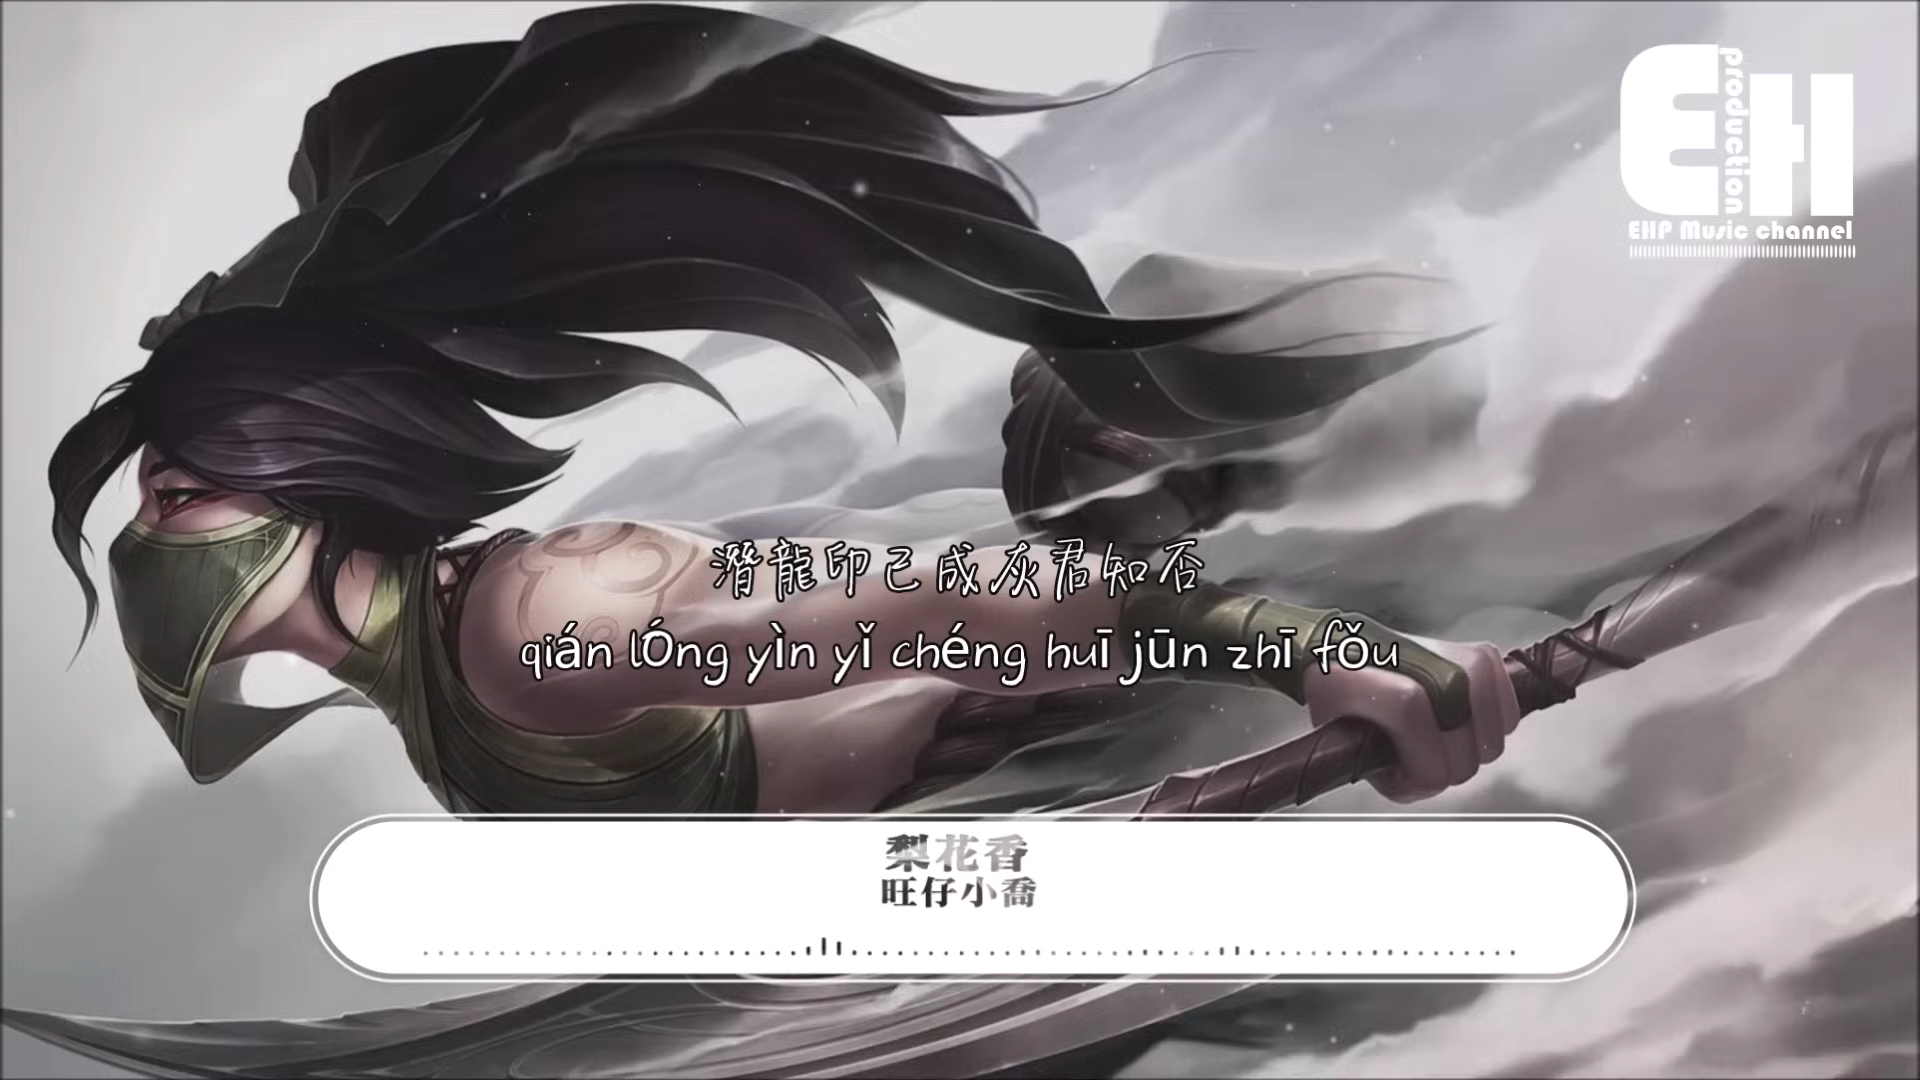 EH
production
EHP Music channel
潛龍印已成灰君知否
qián lóng yìn yǐ chéng huī jūn zhī fǒu
梨花香
旺仔小喬